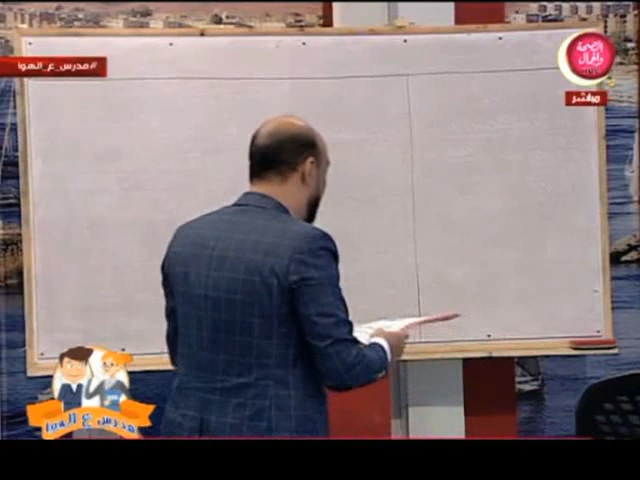 #مدرس_ع_الهوا
الصحة
والجمال
مباشر
مدرس ع الهوا